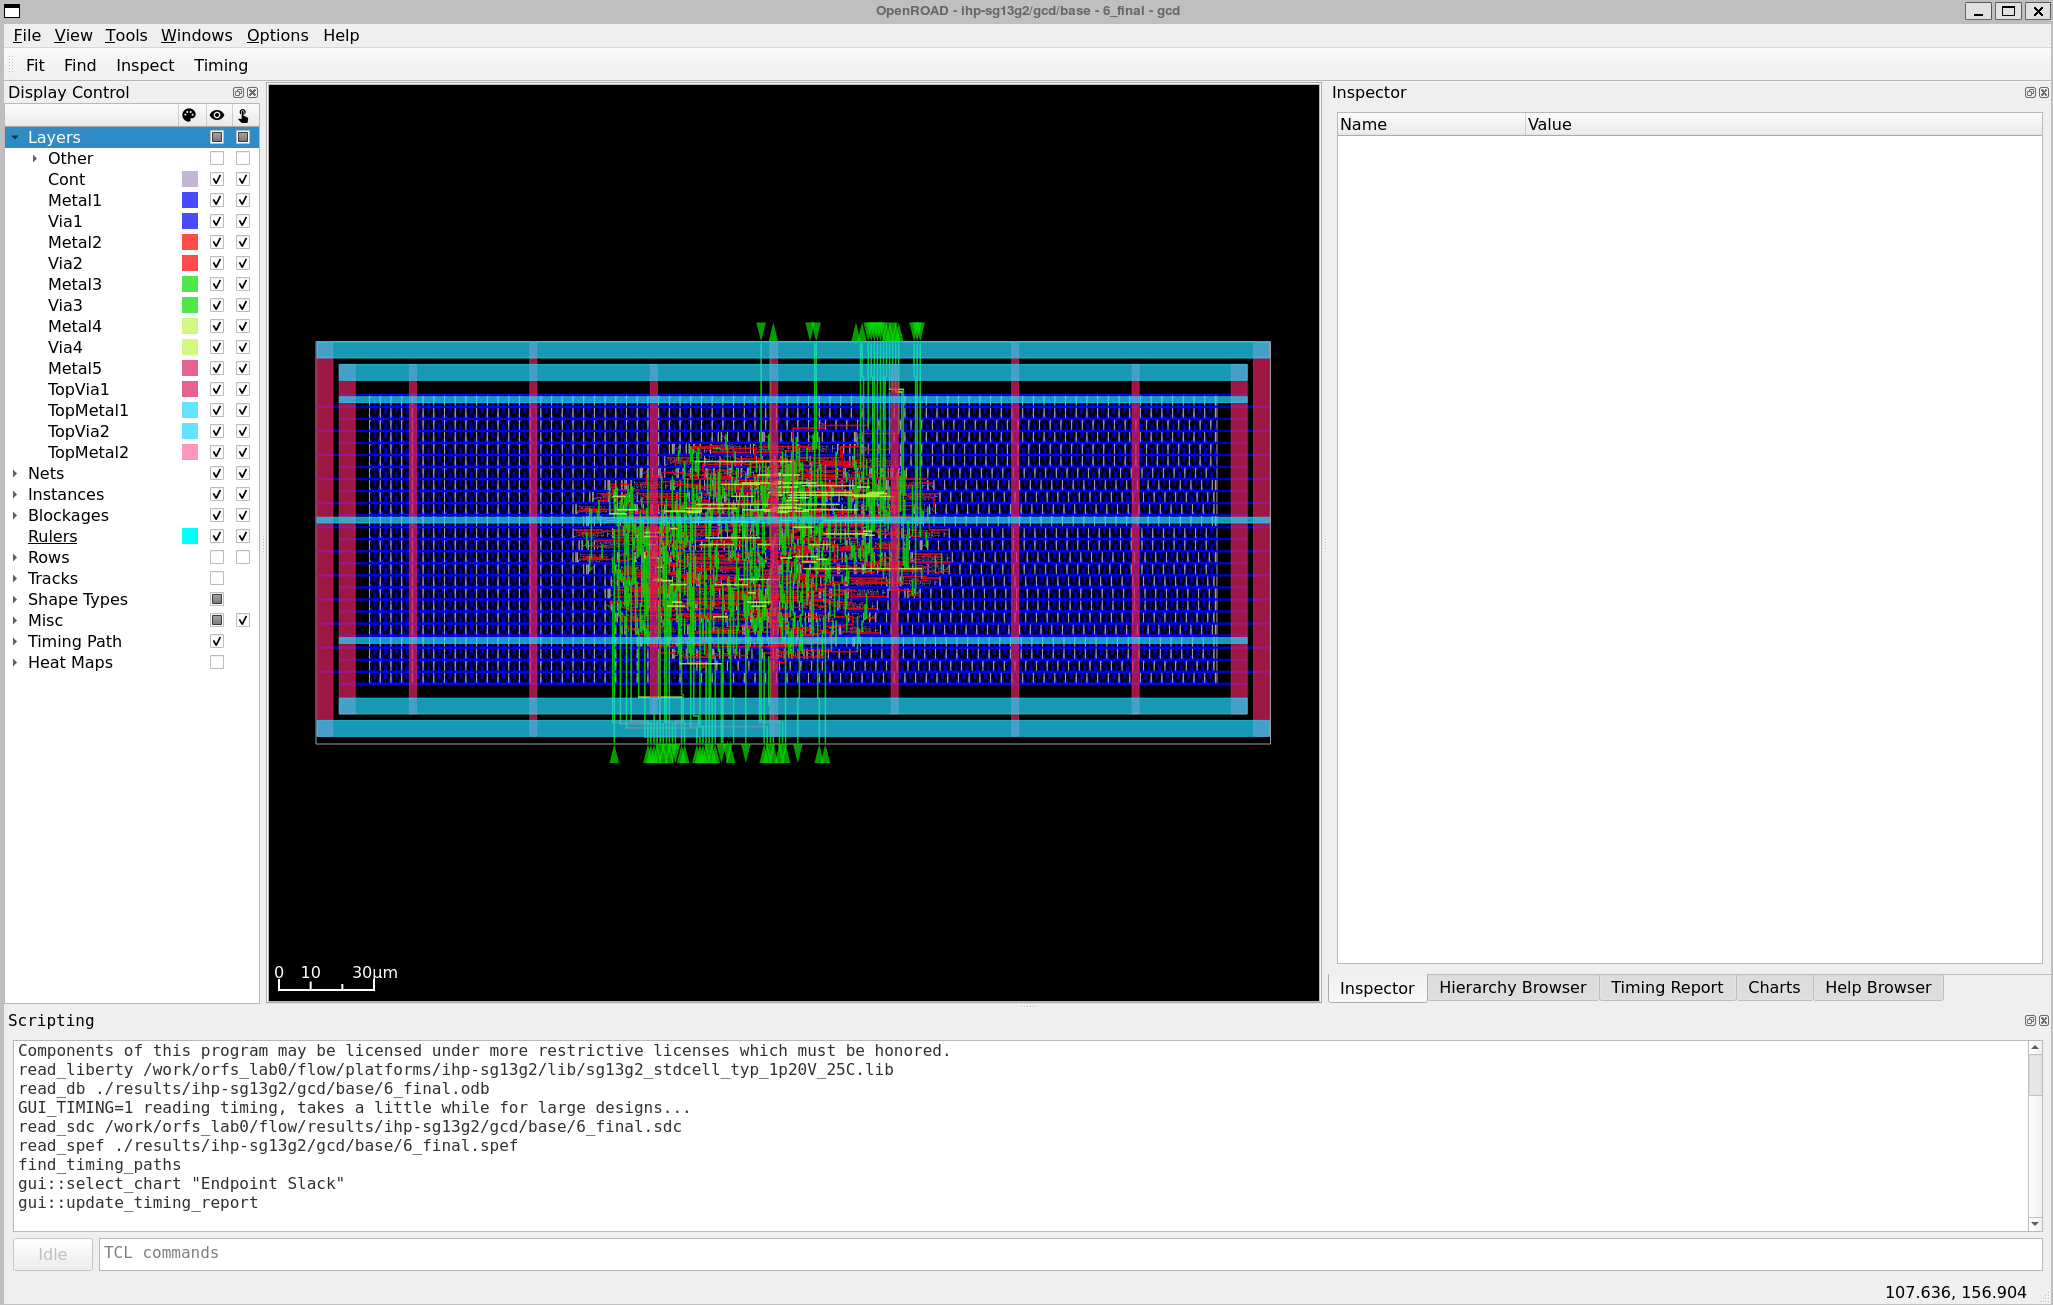 OpenROAD - ihp-sg13g2/gcd/base - 6_final - gcd
File View Tools Windows Options Help
Fit Find Inspect Timing
Display Control
Layers
Other
Cont
Metal1
Via1
Metal2
Via2
Metal3
Via3
Metal4
Via4
Metal5
TopVia1
TopMetal1
TopVia2
TopMetal2
Nets
Instances
Blockages
Rulers
Rows
Tracks
Shape Types
Misc
Timing Path
Heat Maps
0 10 30μm
Inspector
Name Value
Inspector Hierarchy Browser Timing Report Charts Help Browser
Scripting
Components of this program may be licensed under more restrictive licenses which must be honored.
read_liberty /work/orfs_lab0/flow/platforms/ihp-sg13g2/lib/sg13g2_stdcell_typ_1p20V_25C.lib
read_db ./results/ihp-sg13g2/gcd/base/6_final.odb
GUI_TIMING=1 reading timing, takes a little while for large designs...
read_sdc /work/orfs_lab0/flow/results/ihp-sg13g2/gcd/base/6_final.sdc
read_spef ./results/ihp-sg13g2/gcd/base/6_final.spef
find_timing_paths
gui::select_chart "Endpoint Slack"
gui::update_timing_report
Idle TCL commands
107.636, 156.904